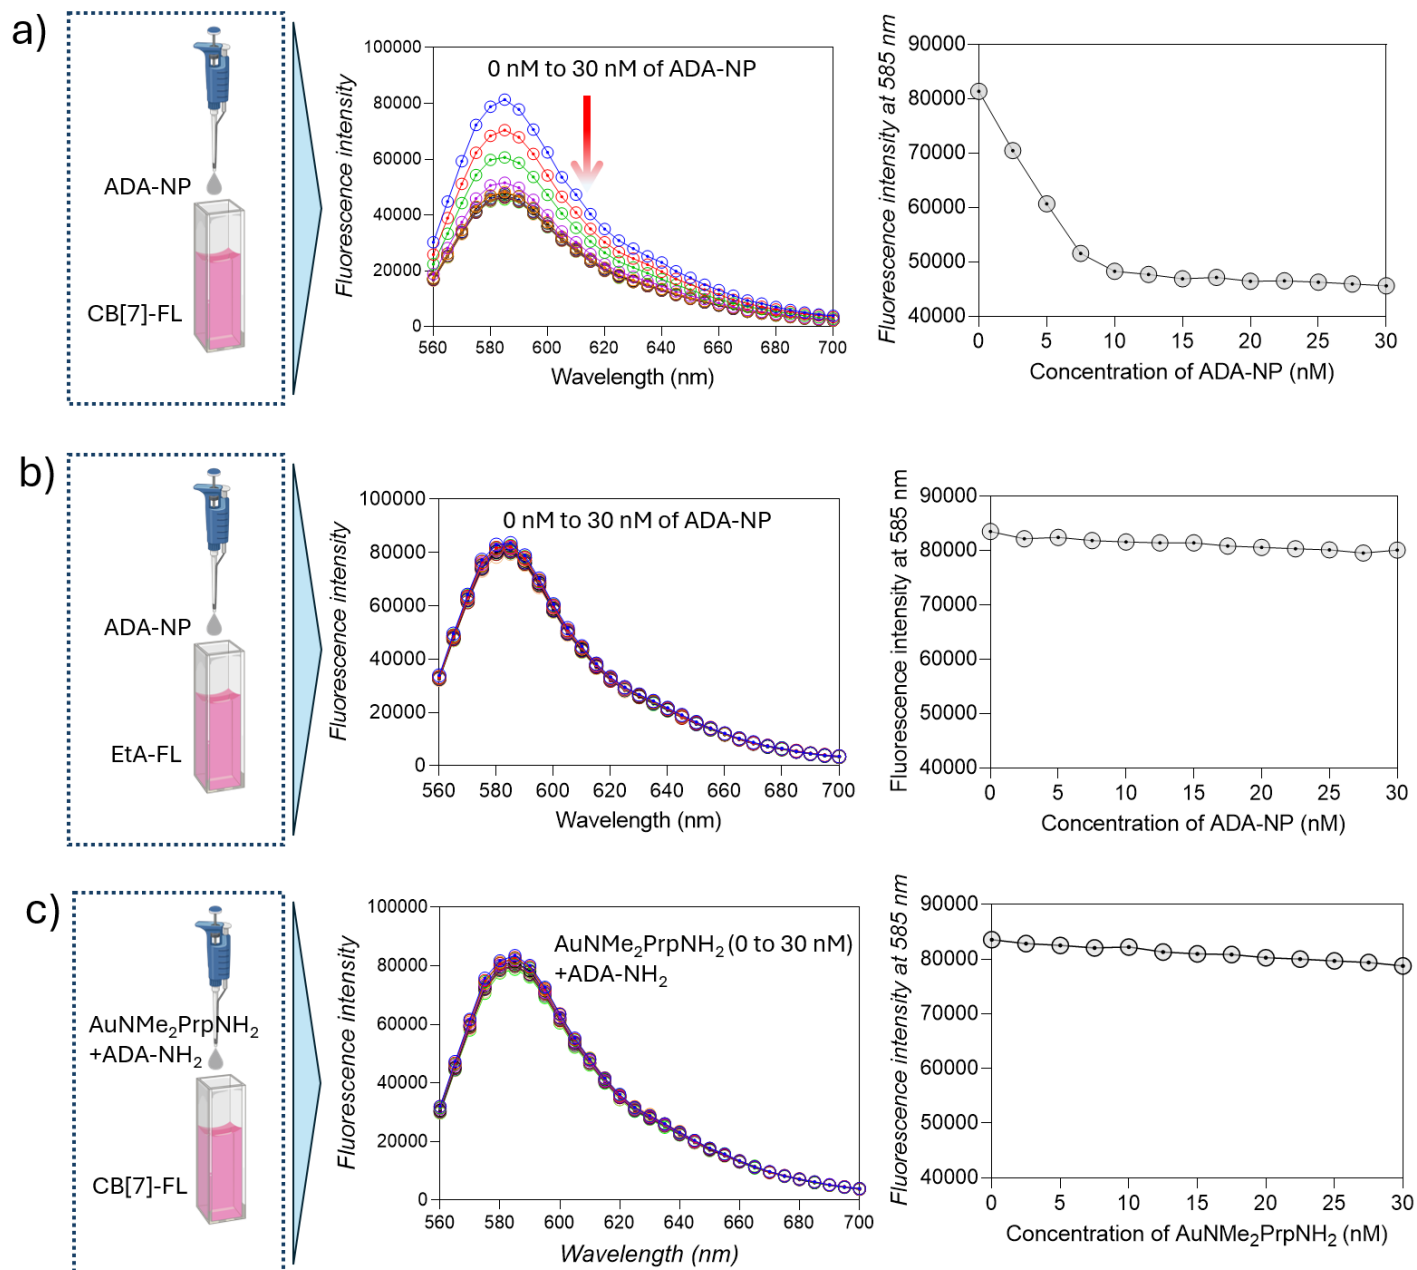 a)
ADA-NP
CB[7]-FL
Fluorescence intensity
100000
80000
60000
40000
20000
0
0 nM to 30 nM of ADA-NP
560 580 600 620 640 660 680 700
Wavelength (nm)
Fluorescence intensity at 585 nm
90000
80000
70000
60000
50000
40000
0 5 10 15 20 25 30
Concentration of ADA-NP (nM)
b)
ADA-NP
EtA-FL
Fluorescence intensity
100000
80000
60000
40000
20000
0
0 nM to 30 nM of ADA-NP
560 580 600 620 640 660 680 700
Wavelength (nm)
Fluorescence intensity at 585 nm
90000
80000
70000
60000
50000
40000
0 5 10 15 20 25 30
Concentration of ADA-NP (nM)
c)
AuNMe₂PrpNH₂
+ADA-NH₂
CB[7]-FL
Fluorescence intensity
100000
80000
60000
40000
20000
0
AuNMe₂PrpNH₂ (0 to 30 nM)
+ADA-NH₂
560 580 600 620 640 660 680 700
Wavelength (nm)
Fluorescence intensity at 585 nm
90000
80000
70000
60000
50000
40000
0 5 10 15 20 25 30
Concentration of AuNMe₂PrpNH₂ (nM)